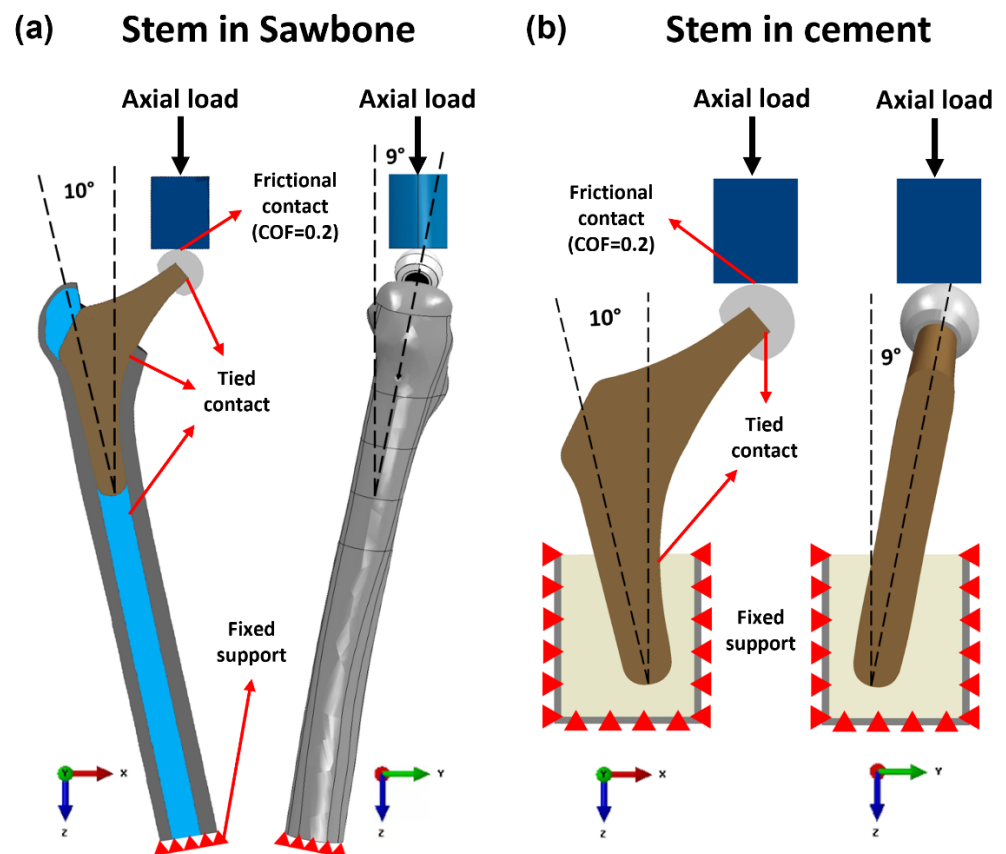 (a) Stem in Sawbone
Axial load
Axial load
10°
9°
Frictional
contact
(COF=0.2)
Tied
contact
Fixed
support
Y X
Z
Y
Z
(b) Stem in cement
Axial load
Axial load
Frictional
contact
(COF=0.2)
10°
9°
Tied
contact
Fixed
support
Y X
Z
Y
Z